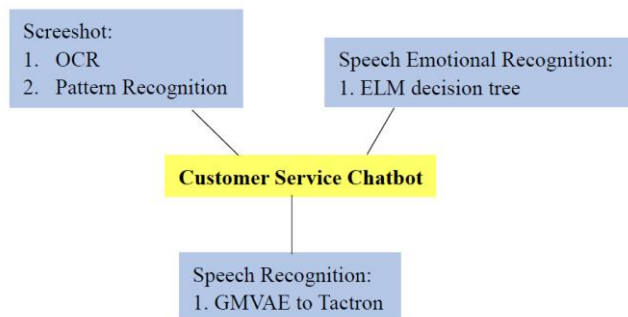 Screeshot:
1. OCR
2. Pattern Recognition
Speech Emotional Recognition:
1. ELM decision tree
Customer Service Chatbot
Speech Recognition:
1. GMVAE to Tactron